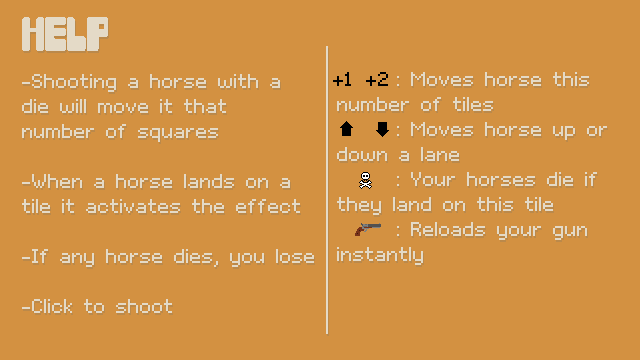 HELP
-Shooting a horse with a
die will move it that
number of squares
-When a horse lands on a
tile it activates the effect
-If any horse dies, you lose
-Click to shoot
+1 +2 : Moves horse this
number of tiles
: Moves horse up or
down a lane
: Your horses die if
they land on this tile
: Reloads your gun
instantly